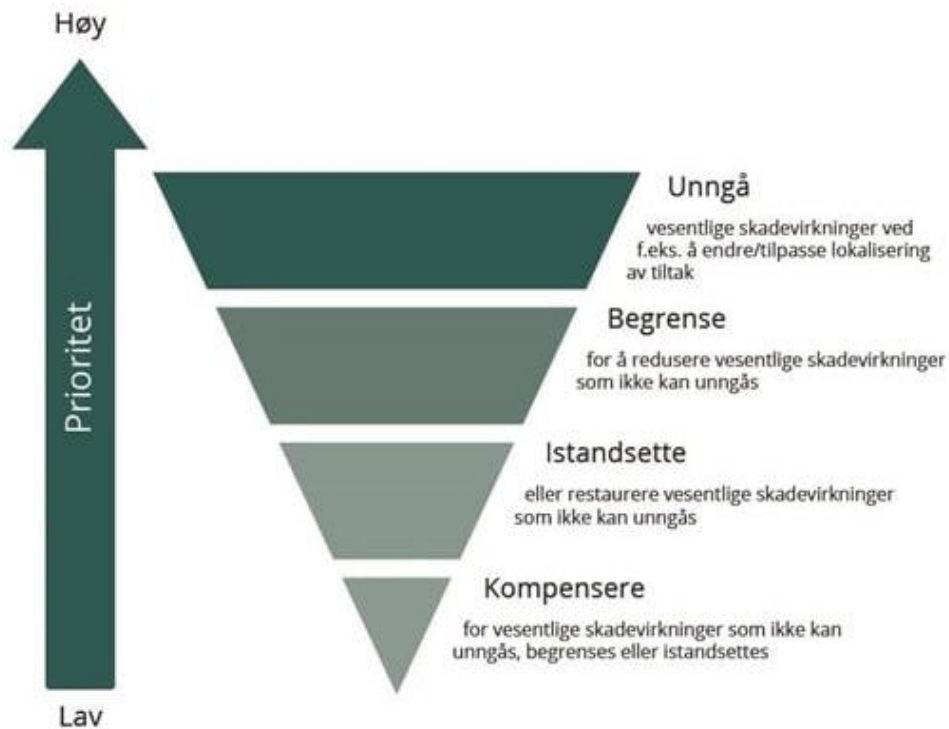 Høy
Prioritet
Unngå
vesentlige skadevirkninger ved
f.eks. å endre/tilpasse lokalisering
av tiltak
Begrense
for å redusere vesentlige skadevirkninger
som ikke kan unngås
Istandsette
eller restaurere vesentlige skadevirkninger
som ikke kan unngås
Kompensere
for vesentlige skadevirkninger som ikke kan
unngås, begrenses eller istandsettes
Lav